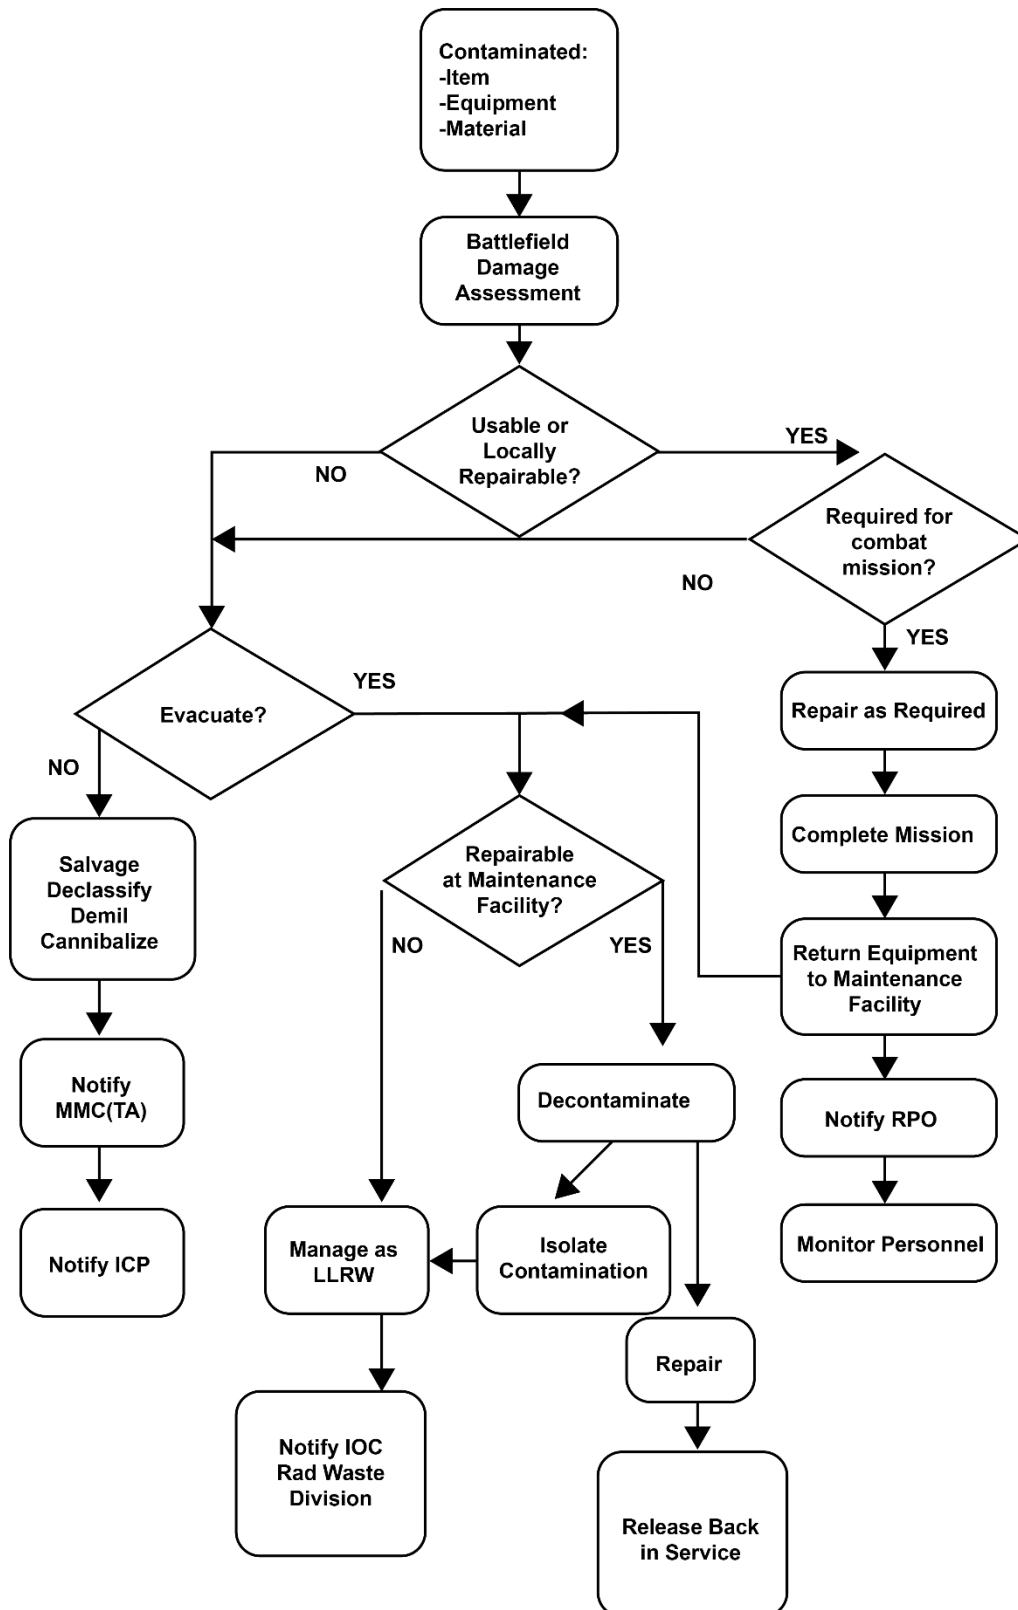 Contaminated:
-Item
-Equipment
-Material
Battlefield
Damage
Assessment
Usable or
Locally
Repairable?
YES
NO
Required for
combat
mission?
NO
YES
Evacuate?
YES
NO
Repair as Required
Complete Mission
Salvage
Declassify
Demil
Cannibalize
Repairable
at Maintenance
Facility?
NO
YES
Return Equipment
to Maintenance
Facility
Notify
MMC(TA)
Decontaminate
Notify RPO
Notify ICP
Manage as
LLRW
Isolate
Contamination
Monitor Personnel
Repair
Notify IOC
Rad Waste
Division
Release Back
in Service